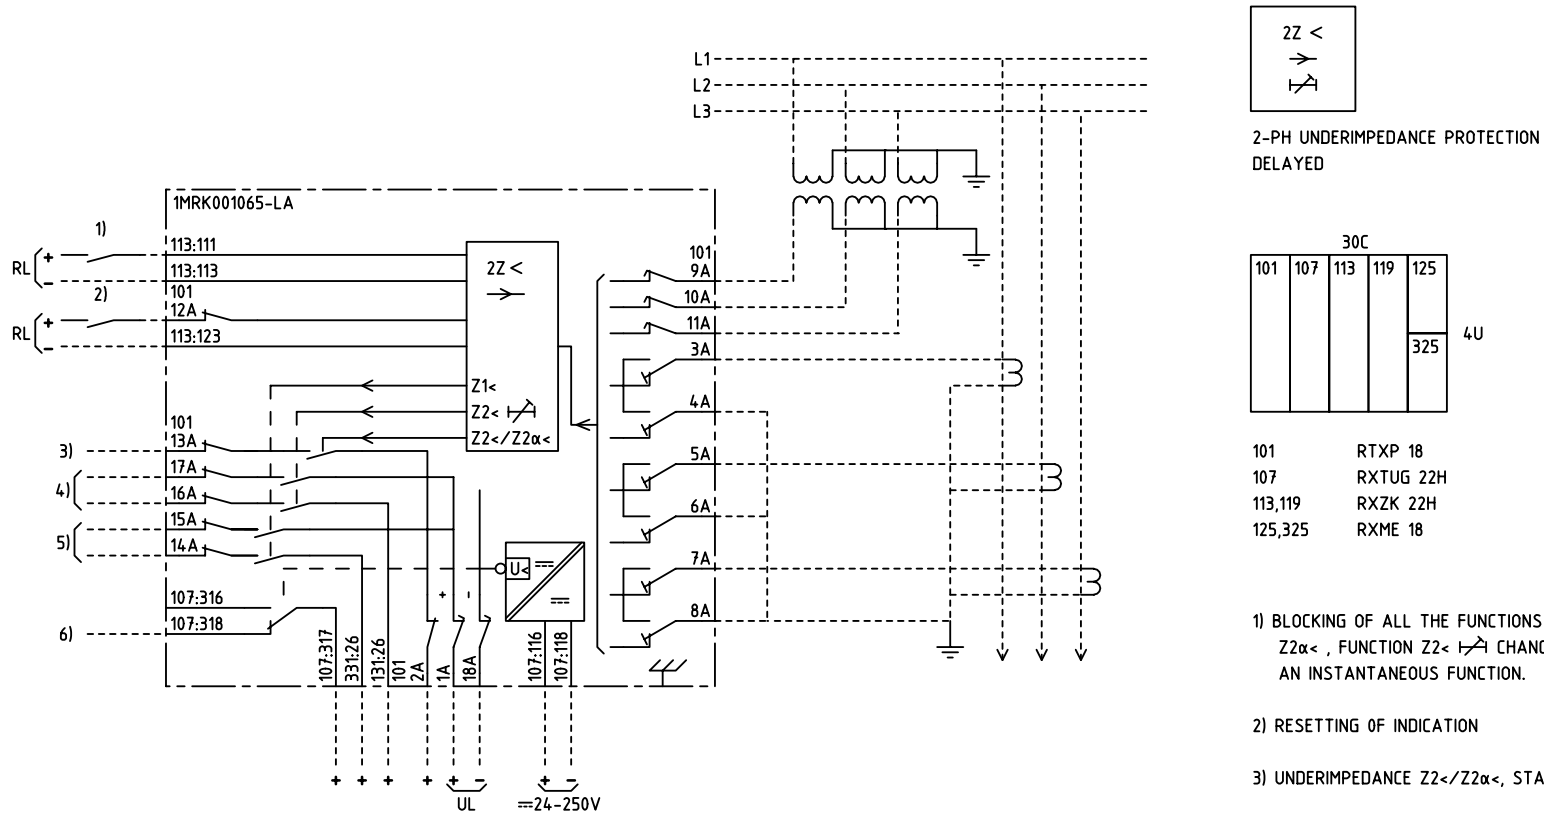 L1
L2
L3
2Z <
2-PH UNDERIMPEDANCE PROTECTION
DELAYED
1MRK001065-LA
1)
113:111
RL
+
113:113
-
2)
101
12A
RL
+
113:123
-
2Z <
Z1<
Z2<
Z2</Z2α<
101
9A
10A
11A
3A
4A
5A
6A
7A
8A
101
3)
13A
17A
4)
16A
15A
5)
14A
107:316
107:318
6)
U<
+
-
107:317
331:26
131:26
101
2A
1A
18A
107:116
107:118
+ + + + + - + -
UL
24-250V
30C
101 107 113 119 125
325
4U
101 RTXP 18
107 RXTUG 22H
113,119 RXZK 22H
125,325 RXME 18
1) BLOCKING OF ALL THE FUNCTIONS
Z2α< , FUNCTION Z2<
AN INSTANTANEOUS FUNCTION.
2) RESETTING OF INDICATION
3) UNDERIMPEDANCE Z2</Z2α<,